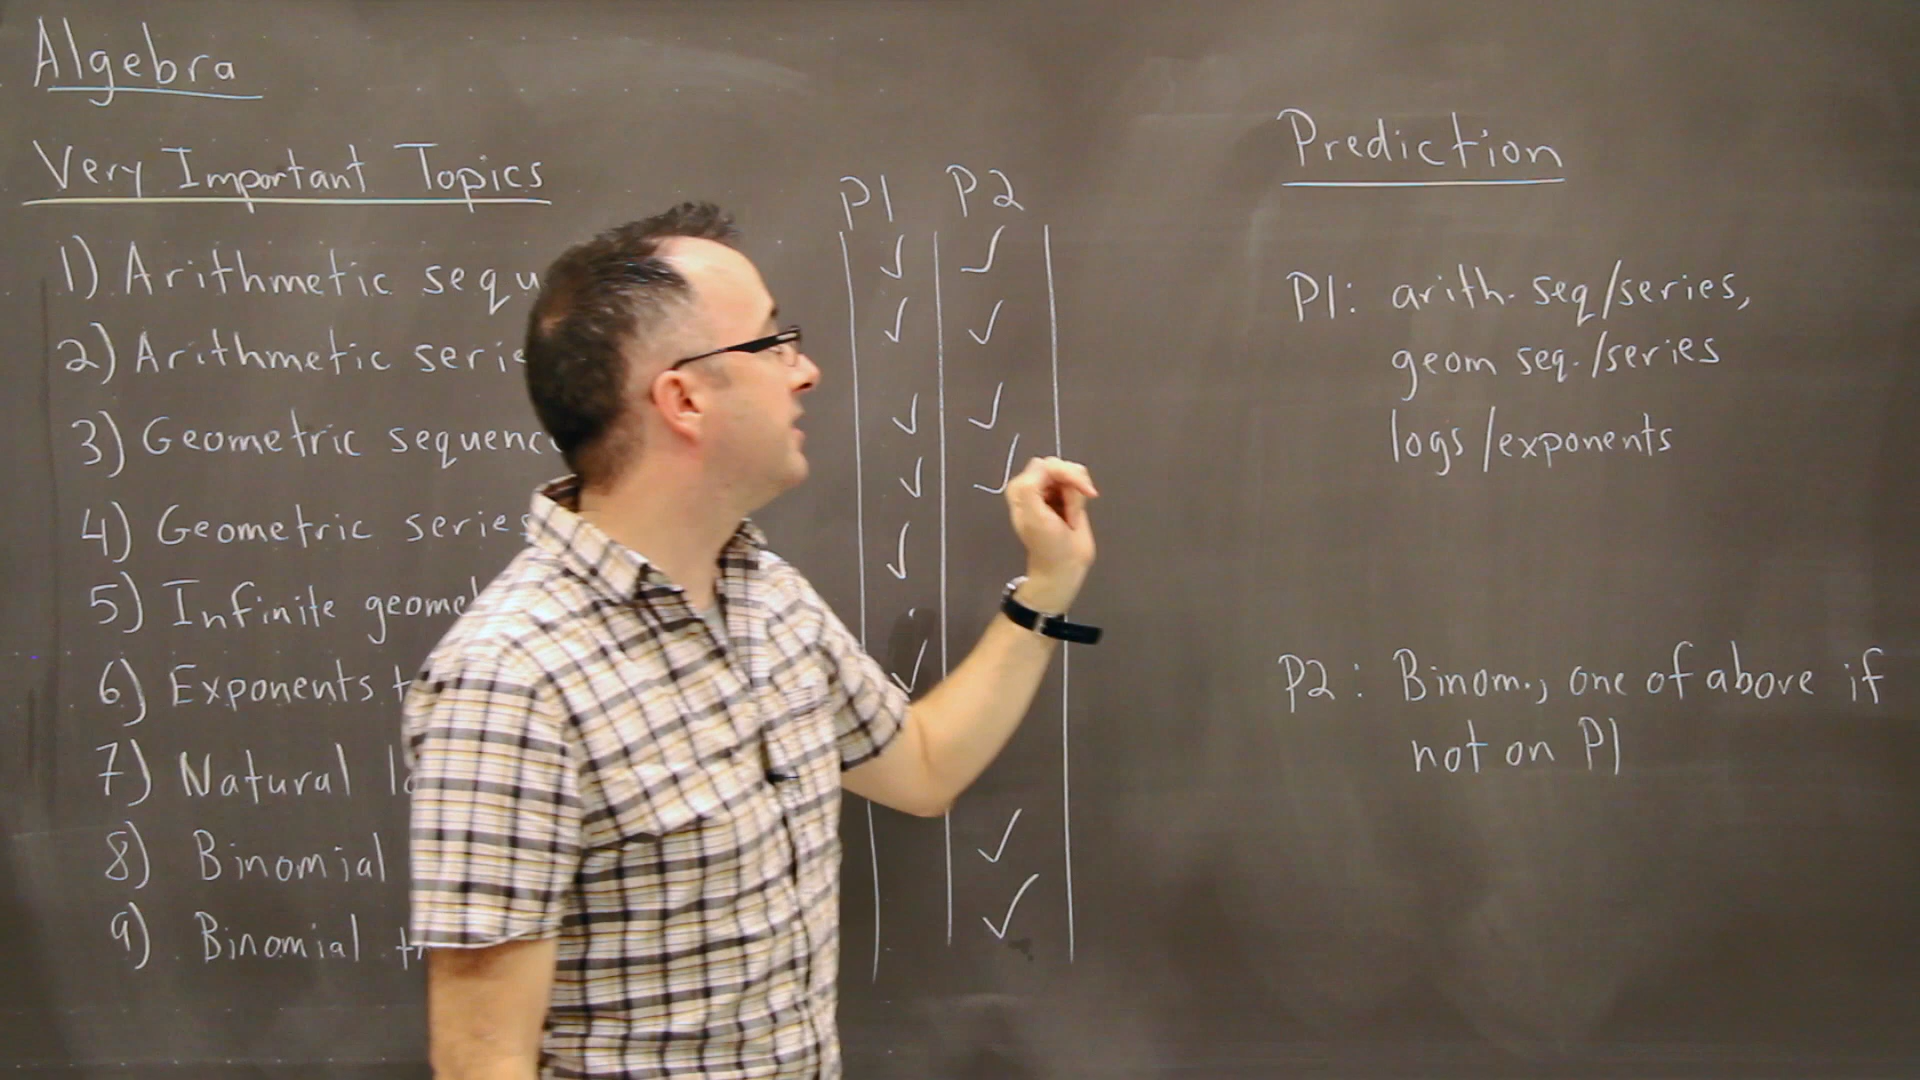 Algebra
Very Important Topics
P1 P2
1) Arithmetic sequ
2) Arithmetic serie
3) Geometric sequenc
4) Geometric series
5) Infinite geome
6) Exponents
7) Natural
8) Binomial
9) Binomial
Prediction
P1: arith. seq/series,
geom seq./series
logs/exponents
P2: Binom., one of above if
not on P1